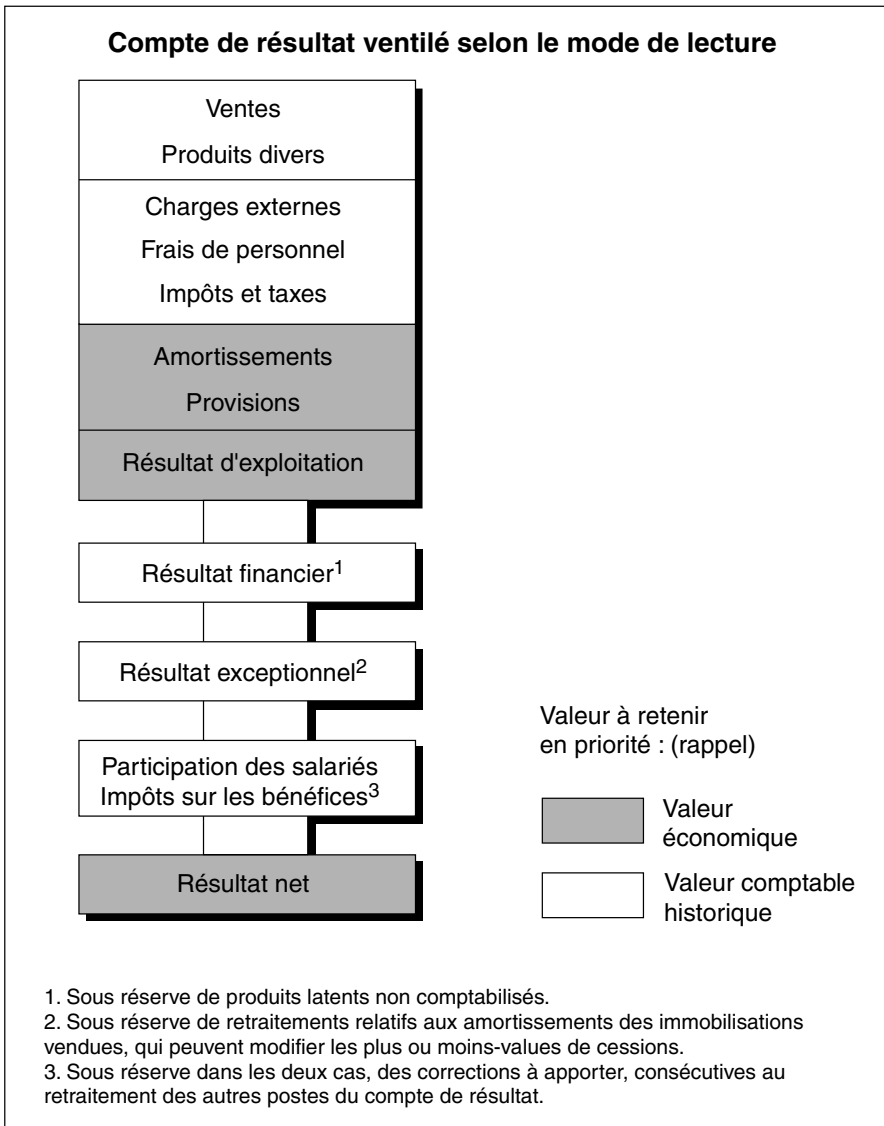 Compte de résultat ventilé selon le mode de lecture
Ventes
Produits divers
Charges externes
Frais de personnel
Impôts et taxes
Amortissements
Provisions
Résultat d'exploitation
Résultat financier1
Résultat exceptionnel2
Participation des salariés
Impôts sur les bénéfices3
Résultat net
Valeur à retenir
en priorité : (rappel)
Valeur
économique
Valeur comptable
historique
1. Sous réserve de produits latents non comptabilisés.
2. Sous réserve de retraitements relatifs aux amortissements des immobilisations
vendues, qui peuvent modifier les plus ou moins-values de cessions.
3. Sous réserve dans les deux cas, des corrections à apporter, consécutives au
retraitement des autres postes du compte de résultat.